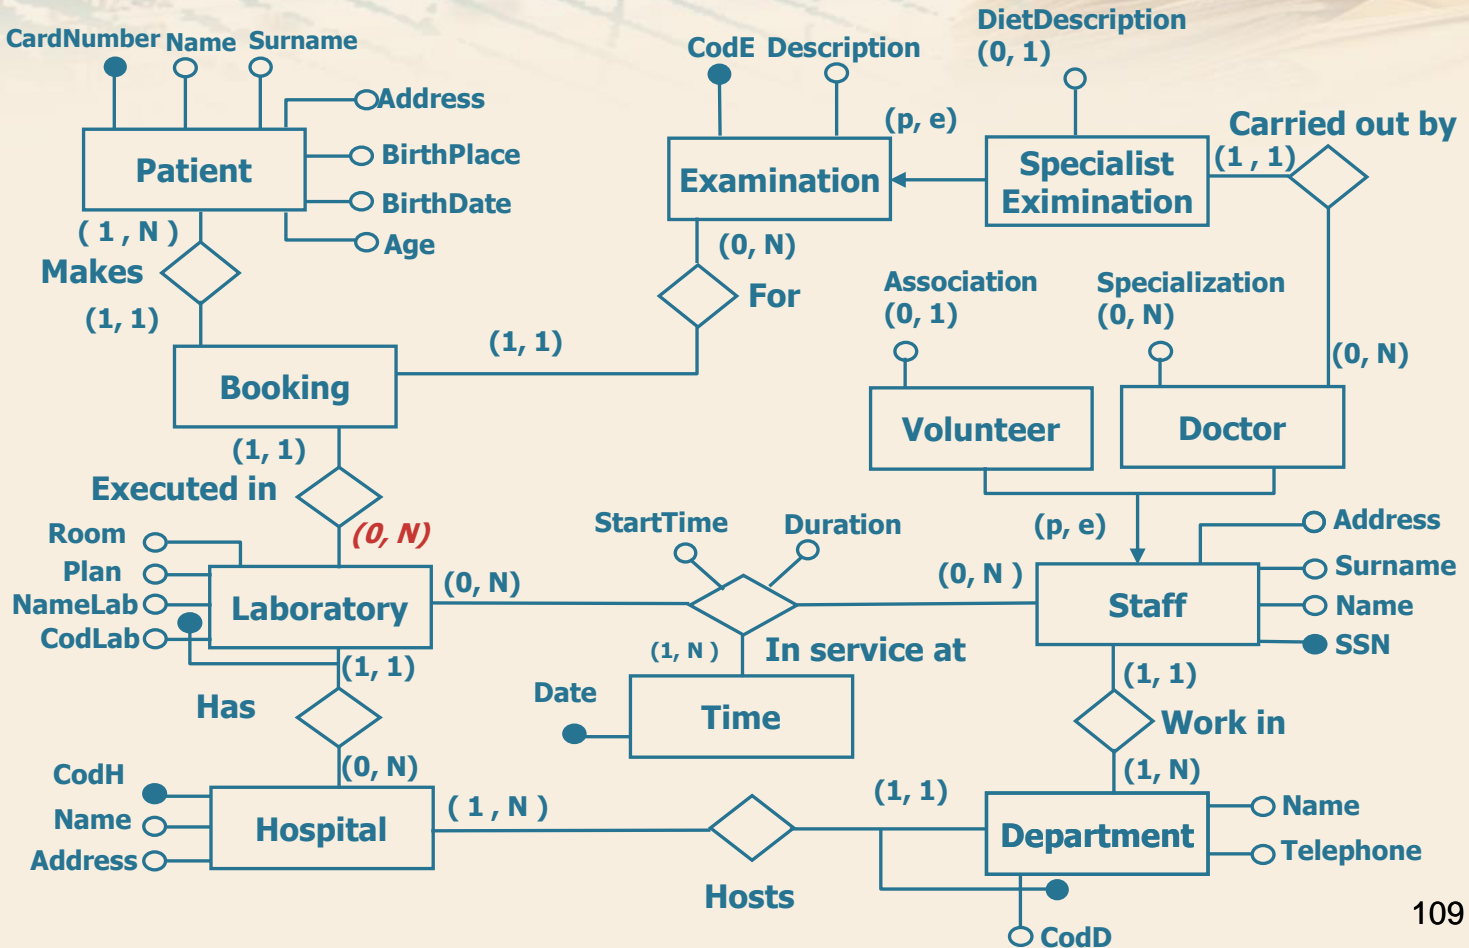 DietDescription
(0, 1)
CardNumber Name Surname
CodE Description
Address
(p, e)
Carried out by
Patient
BirthPlace
Examination
Specialist
Eximination
(1 , 1)
BirthDate
( 1 , N )
Age
(0, N)
Makes
For
Association
(0, 1)
Specialization
(0, N)
(1, 1)
(1, 1)
(0, N)
Booking
Volunteer
Doctor
(1, 1)
Executed in
Room
(0, N)
StartTime
Duration
(p, e)
Address
Plan
(0, N)
(0, N )
Surname
NameLab
Laboratory
Staff
Name
CodLab
SSN
(1, 1)
(1, N )
In service at
(1, 1)
Has
Date
Time
Work in
(0, N)
(1, N)
CodH
Name
Hospital
( 1 , N )
(1, 1)
Department
Name
Address
Telephone
Hosts
CodD
109